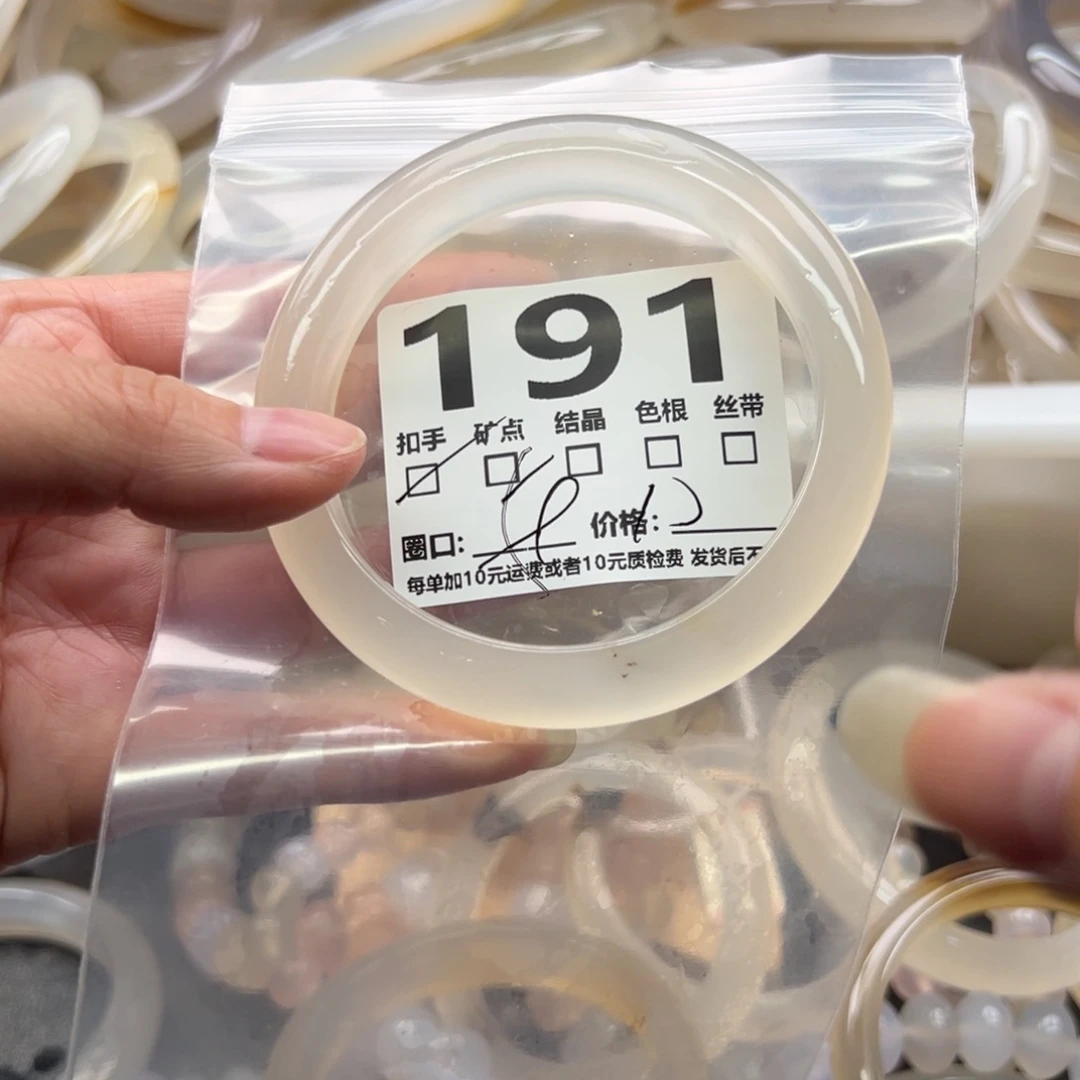 191
扣手 矿点 结晶 色根 丝带
圈口: 价格:
每单加10元运费或者10元质检费 发货后不